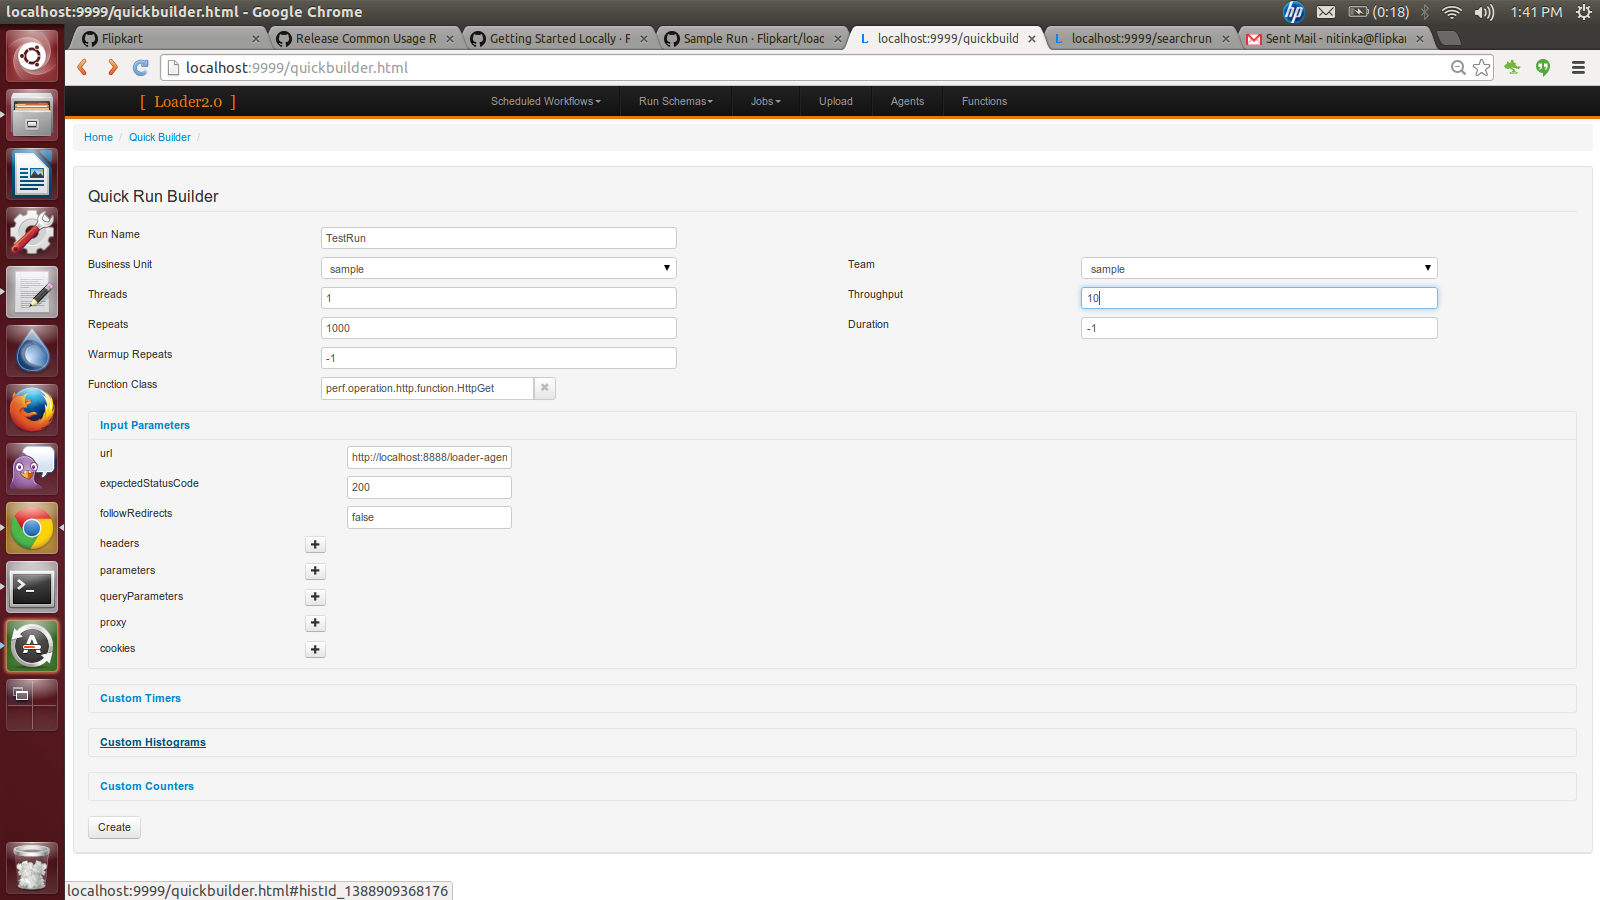 localhost:9999/quickbuilder.html - Google Chrome
hp (0:18) 1:41 PM
Flipkart
Release Common Usage R
Getting Started Locally · F
Sample Run · Flipkart/loac
localhost:9999/quickbuild
localhost:9999/searchrun
Sent Mail - nitinka@flipkar
localhost:9999/quickbuilder.html
[ Loader2.0 ]
Scheduled Workflows
Run Schemas
Jobs
Upload
Agents
Functions
Home / Quick Builder /
Quick Run Builder
Run Name TestRun
Business Unit sample Team sample
Threads 1 Throughput 10
Repeats 1000 Duration -1
Warmup Repeats -1
Function Class perf.operation.http.function.HttpGet
Input Parameters
url http://localhost:8888/loader-agen
expectedStatusCode 200
followRedirects false
headers
parameters
queryParameters
proxy
cookies
Custom Timers
Custom Histograms
Custom Counters
Create
localhost:9999/quickbuilder.html#histId_1388909368176